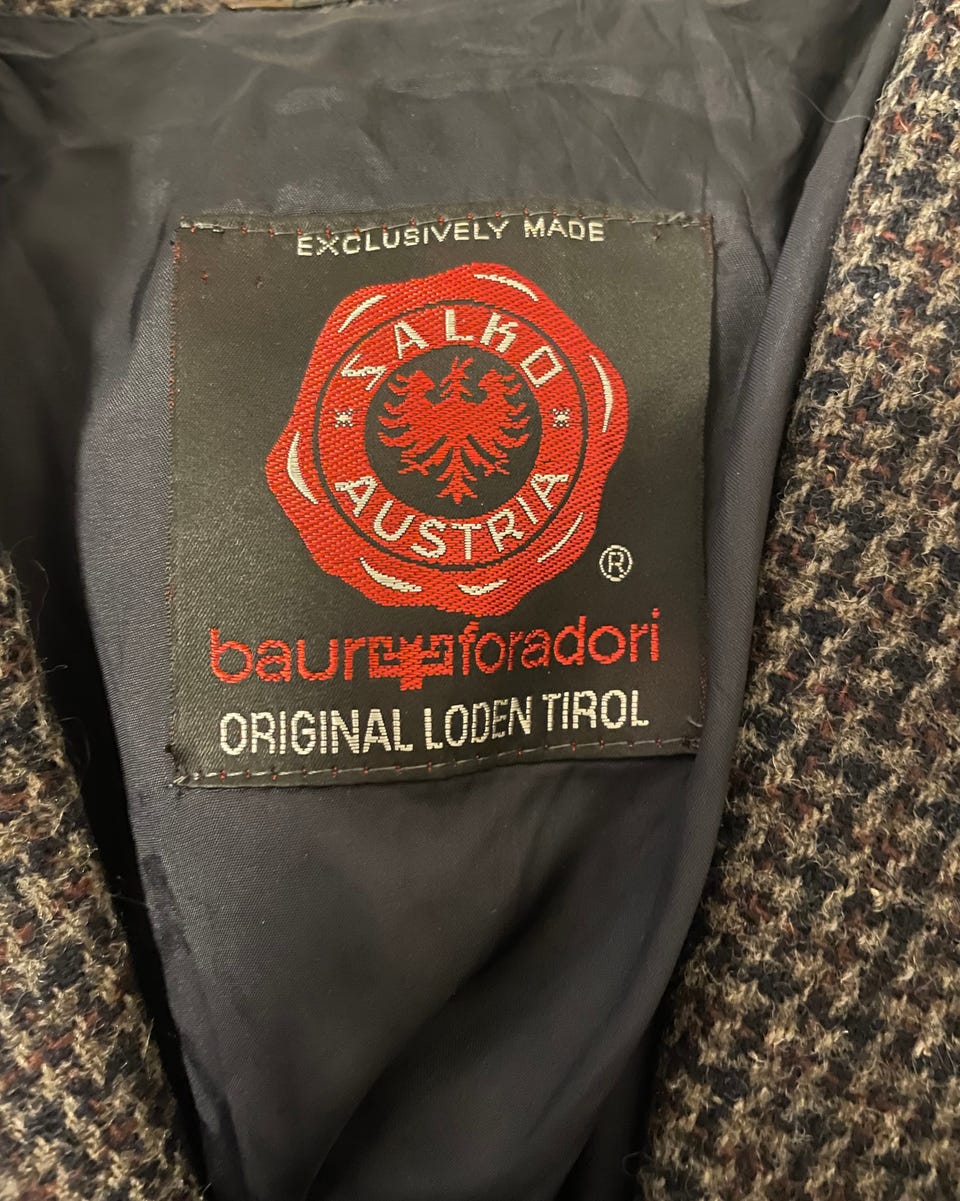 EXCLUSIVELY MADE
SALKO
AUSTRIA
®
baur foradori
ORIGINAL LODEN TIROL